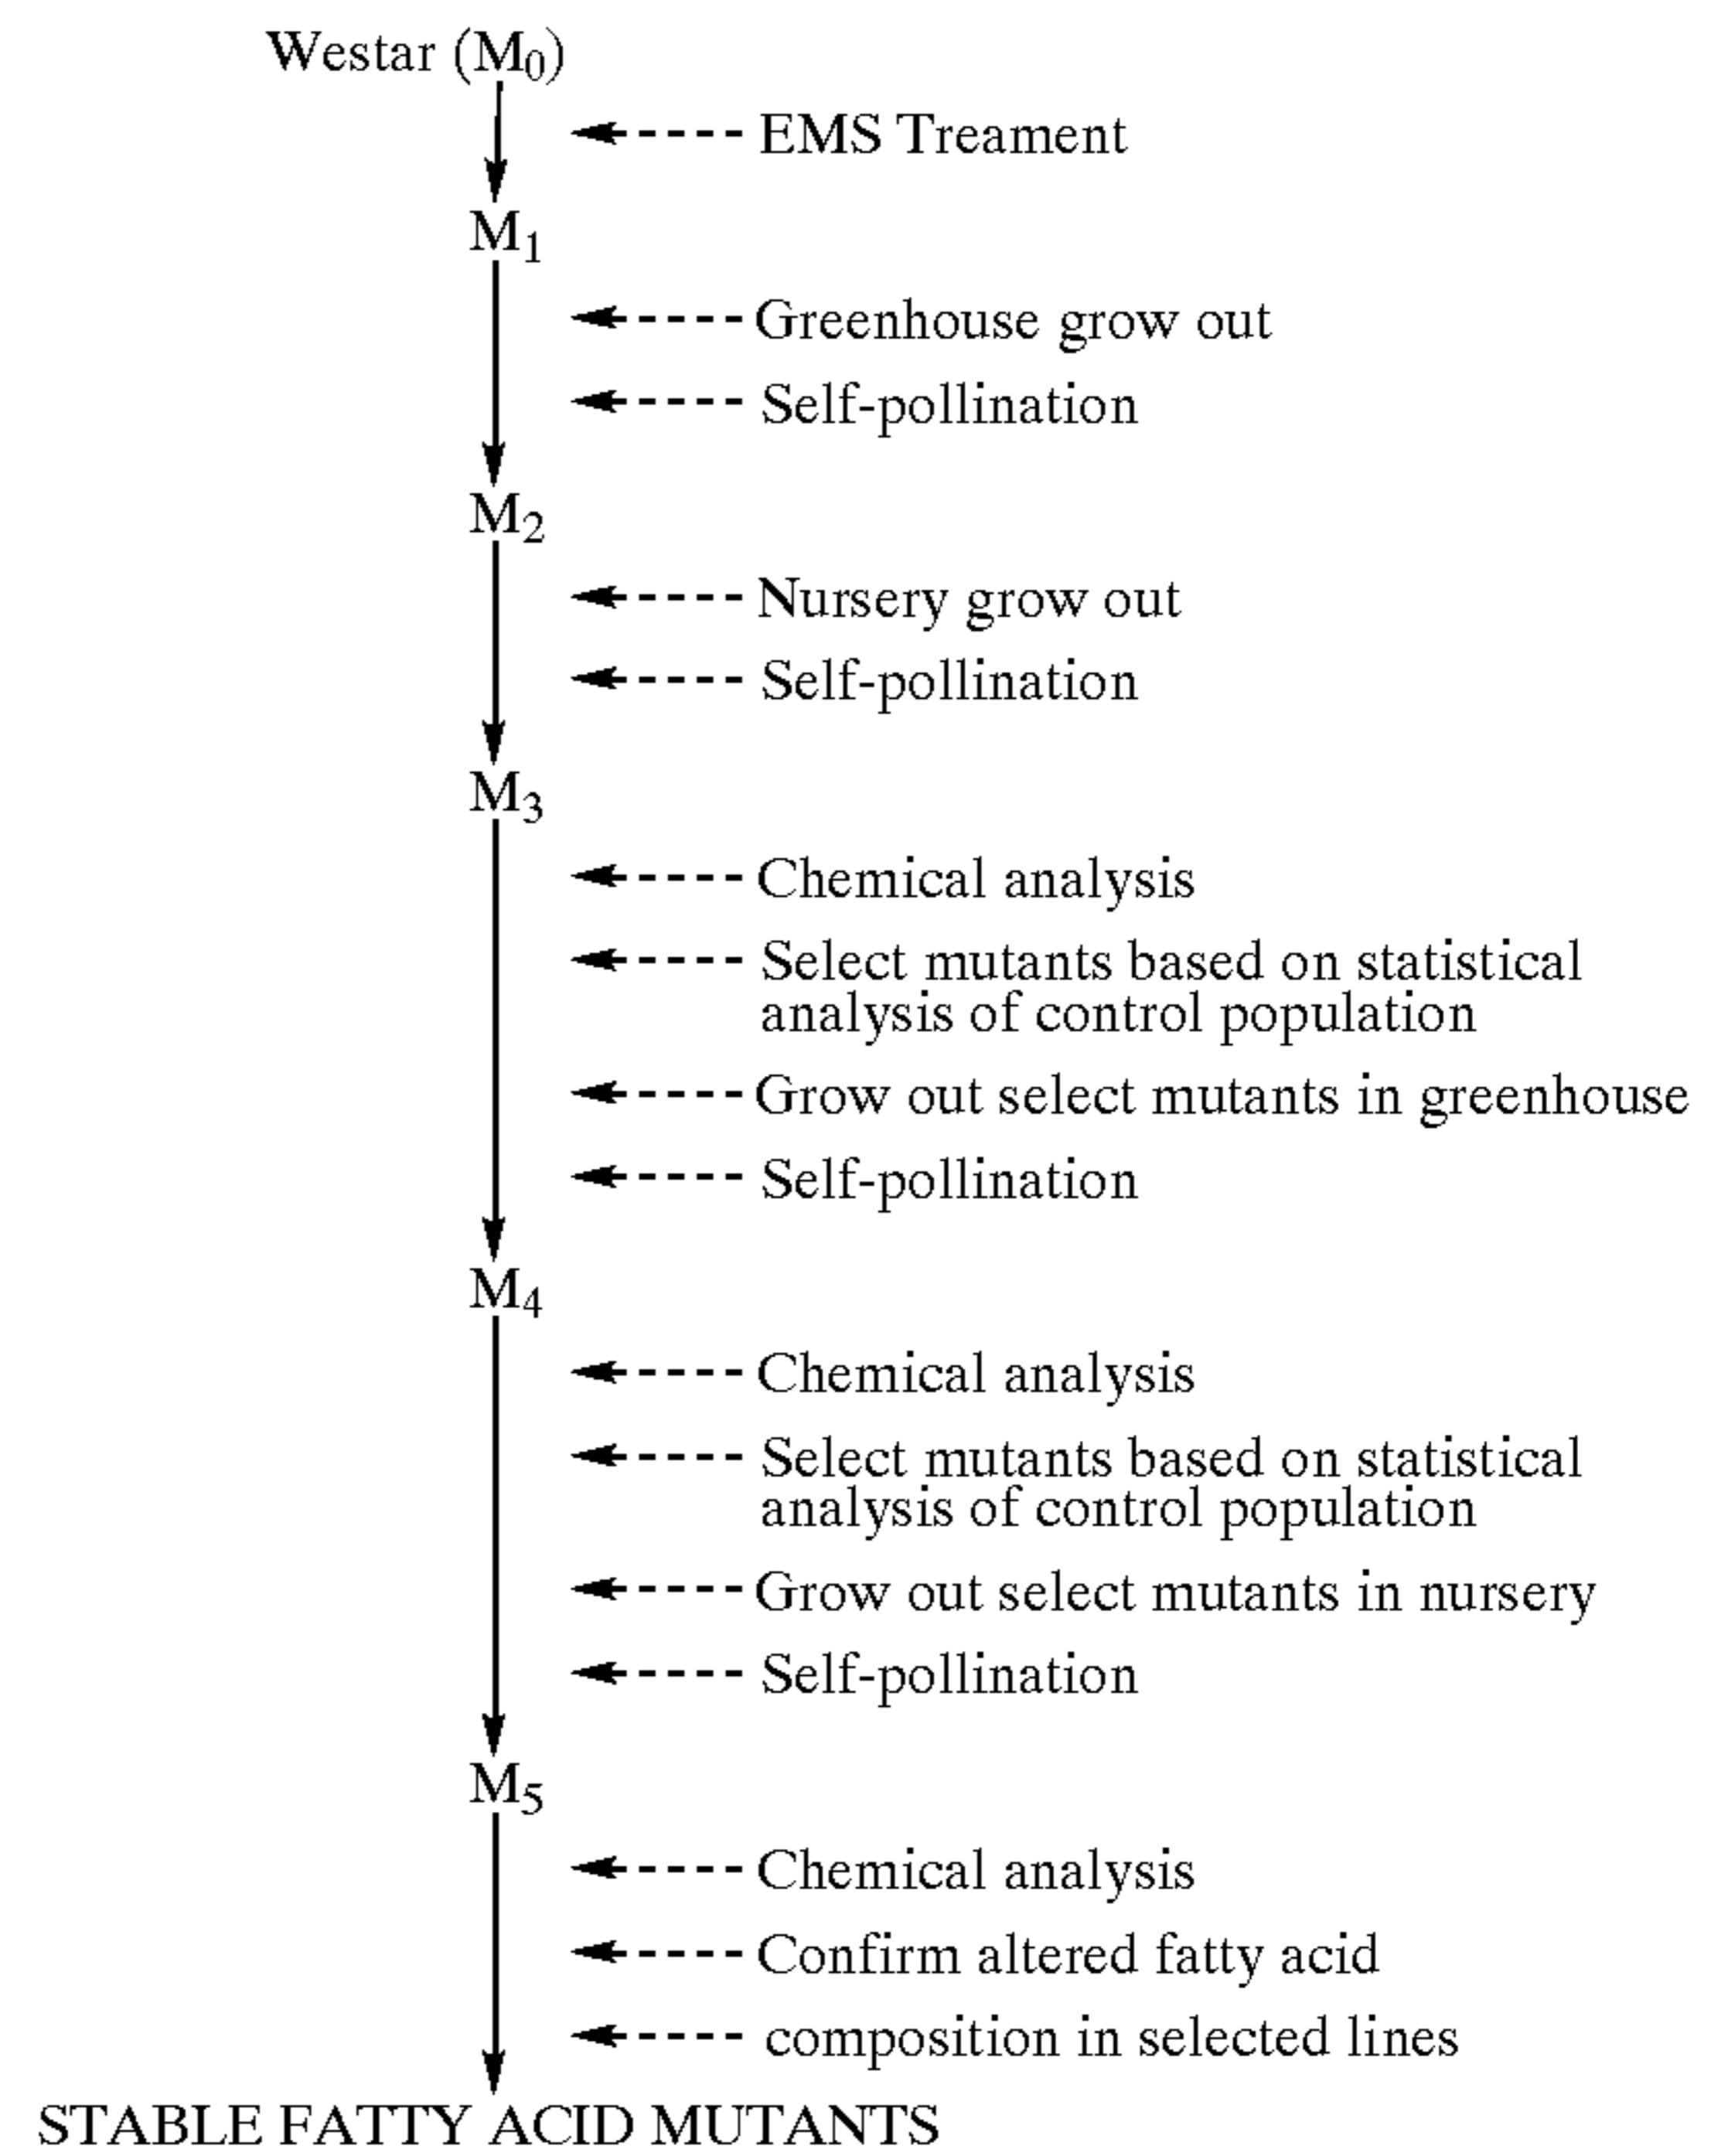 Westar (M0)
EMS Treament
M1
Greenhouse grow out
Self-pollination
M2
Nursery grow out
Self-pollination
M3
Chemical analysis
Select mutants based on statistical
analysis of control population
Grow out select mutants in greenhouse
Self-pollination
M4
Chemical analysis
Select mutants based on statistical
analysis of control population
Grow out select mutants in nursery
Self-pollination
M5
Chemical analysis
Confirm altered fatty acid
composition in selected lines
STABLE FATTY ACID MUTANTS